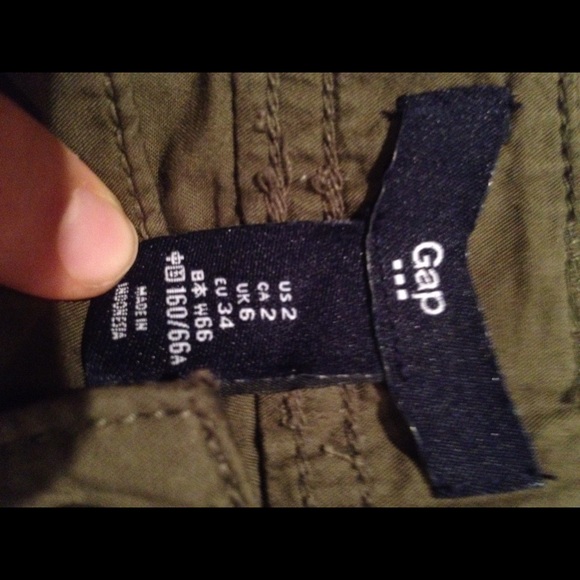 Gap
US 2
CA 2
UK 6
EU 34
日本 W66
中国 160/66A
MADE IN
INDONESIA